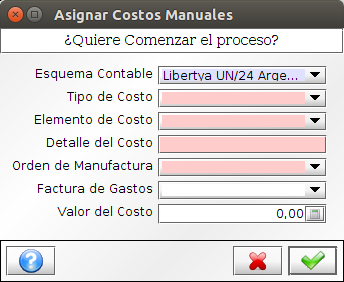 Asignar Costos Manuales
¿Quiere Comenzar el proceso?
Esquema Contable Libertya UN/24 Arge...
Tipo de Costo
Elemento de Costo
Detalle del Costo
Orden de Manufactura
Factura de Gastos
Valor del Costo 0,00